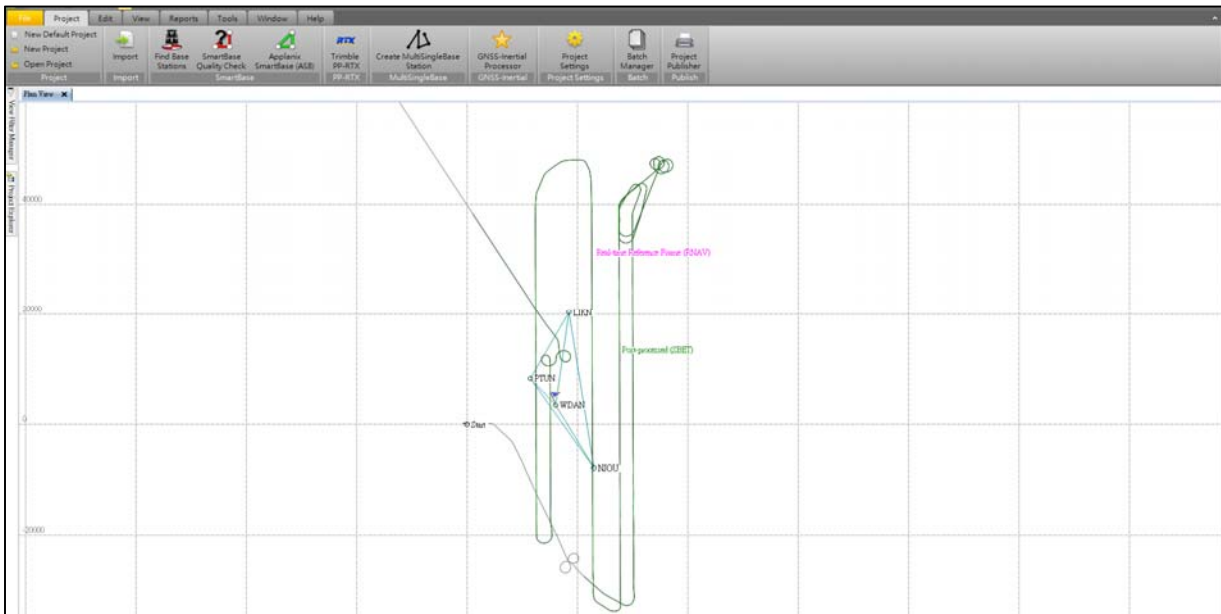 File Project Edit View Reports Tools Window Help
New Default Project
New Project
Open Project
Import
Find Base Stations
SmartBase Quality Check
Applanix SmartBase (ASB)
RTX
Trimble PP-RTX
Create MultiSingleBase Station
GNSS-Inertial Processor
Project Settings
Batch Manager
Project Publisher
Project Import SmartBase PP-RTX MultiSingleBase GNSS-Inertial Project Settings Batch Publish
Plan View
View Filter Manager
Project Explorer
40000
Real-time Reference Frame (RNAV)
20000
LIKN
Post-processed (SBET)
PTUN
WDAN
0
Start
NIOU
-20000